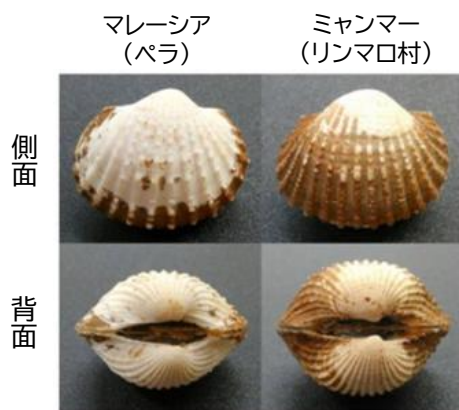 マレーシア
(ペラ)
ミャンマー
(リンマロ村)
側面
背面